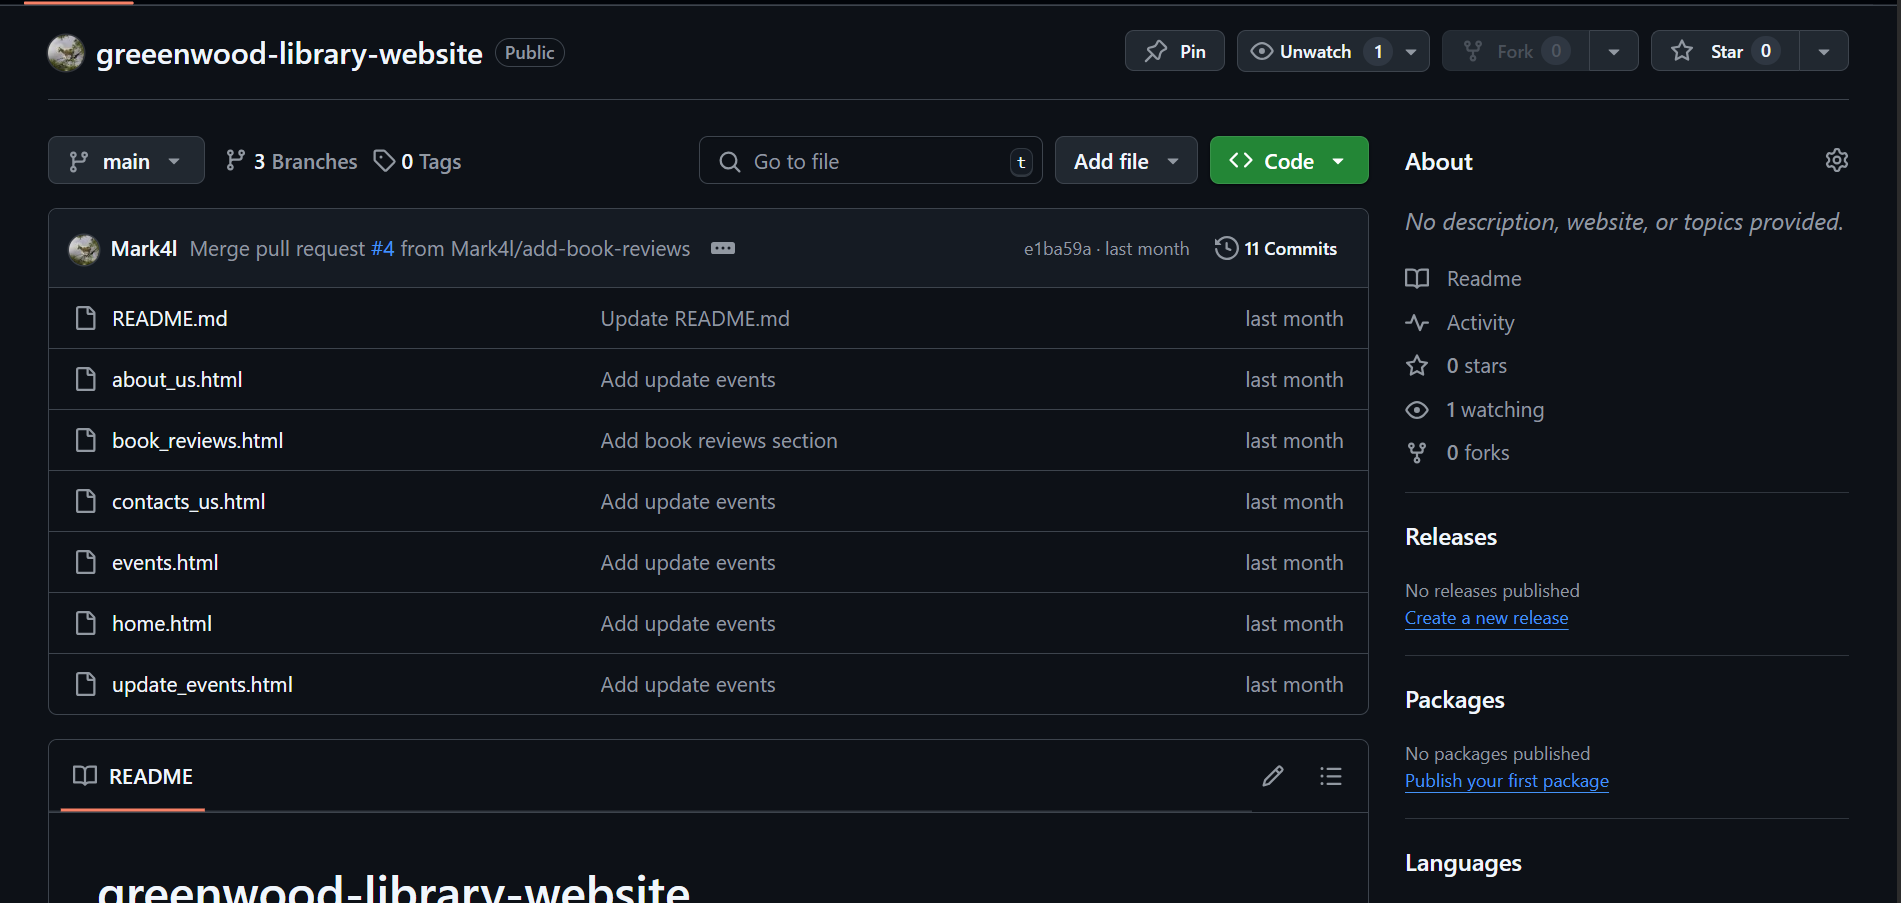 greeenwood-library-website Public Pin Unwatch 1 Fork 0 Star 0
main 3 Branches 0 Tags Go to file t Add file Code
Mark4l Merge pull request #4 from Mark4l/add-book-reviews e1ba59a · last month 11 Commits
README.md Update README.md last month
about_us.html Add update events last month
book_reviews.html Add book reviews section last month
contacts_us.html Add update events last month
events.html Add update events last month
home.html Add update events last month
update_events.html Add update events last month
README
greenwood-library-website
About
No description, website, or topics provided.
Readme
Activity
0 stars
1 watching
0 forks
Releases
No releases published
Create a new release
Packages
No packages published
Publish your first package
Languages